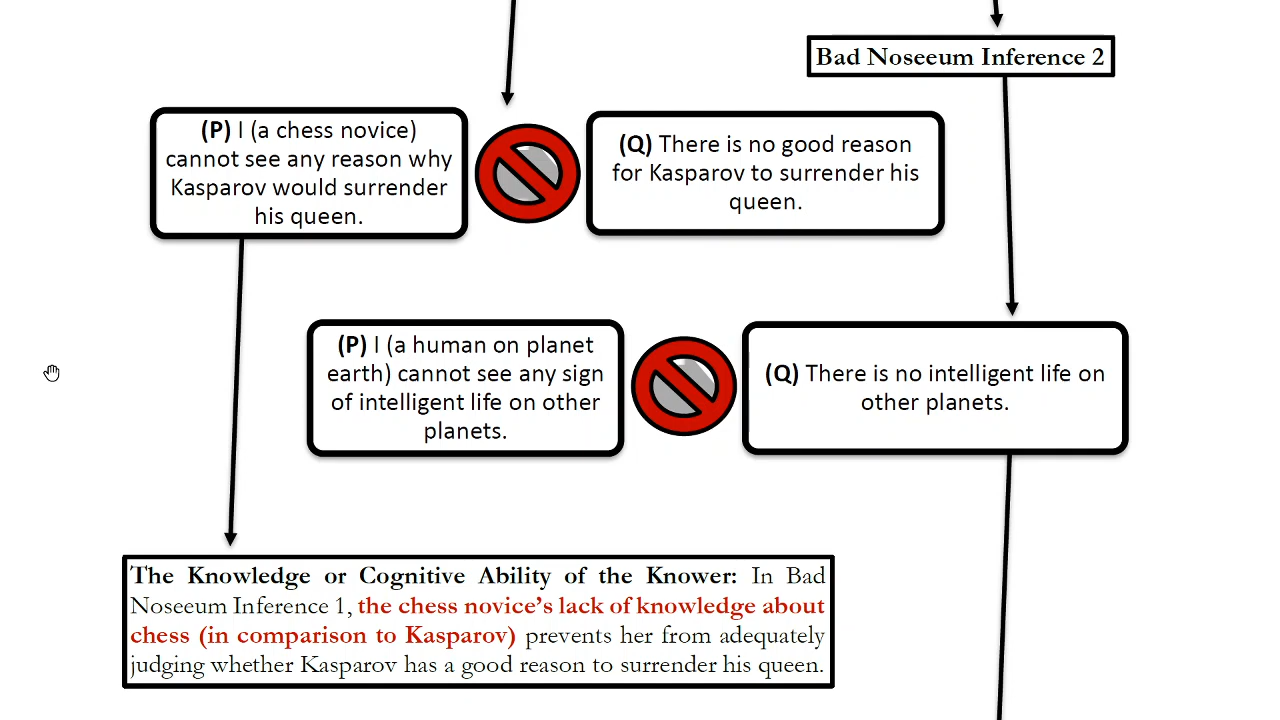 Bad Noseeum Inference 2
(P) I (a chess novice)
cannot see any reason why
Kasparov would surrender
his queen.
(Q) There is no good reason
for Kasparov to surrender his
queen.
(P) I (a human on planet
earth) cannot see any sign
of intelligent life on other
planets.
(Q) There is no intelligent life on
other planets.
The Knowledge or Cognitive Ability of the Knower: In Bad
Noseeum Inference 1, the chess novice’s lack of knowledge about
chess (in comparison to Kasparov) prevents her from adequately
judging whether Kasparov has a good reason to surrender his queen.